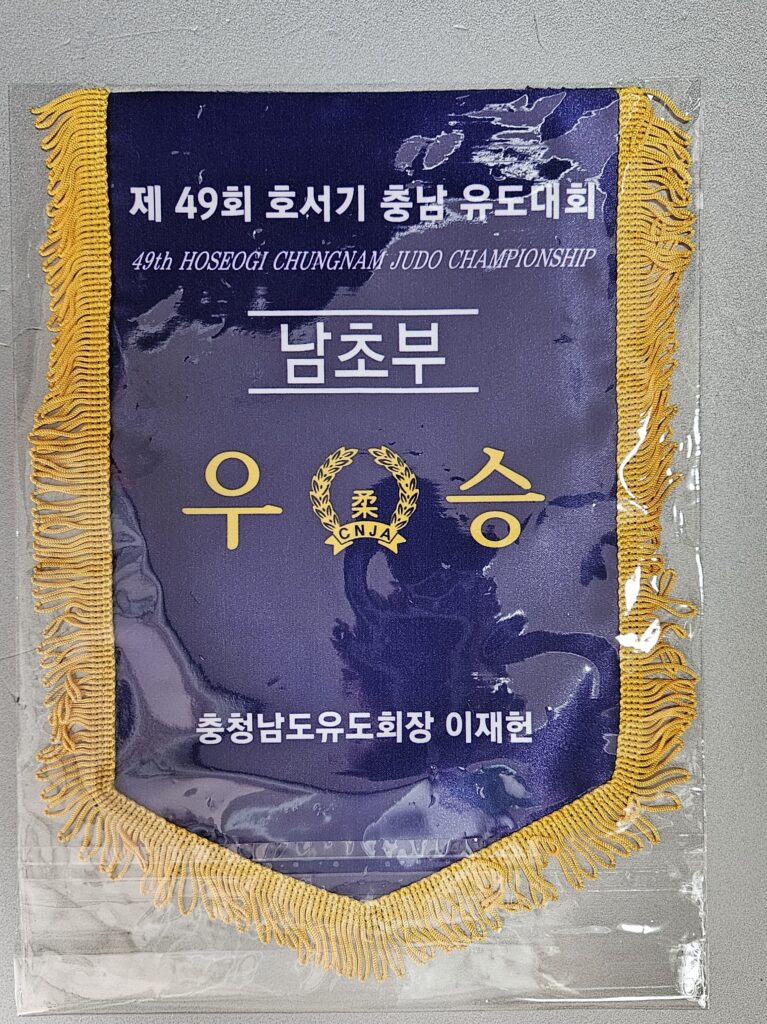 제 49회 호서기 충남 유도대회
49th HOSEOGI CHUNGNAM JUDO CHAMPIONSHIP
남초부
우 승
柔
CNJA
충청남도유도회장 이재헌